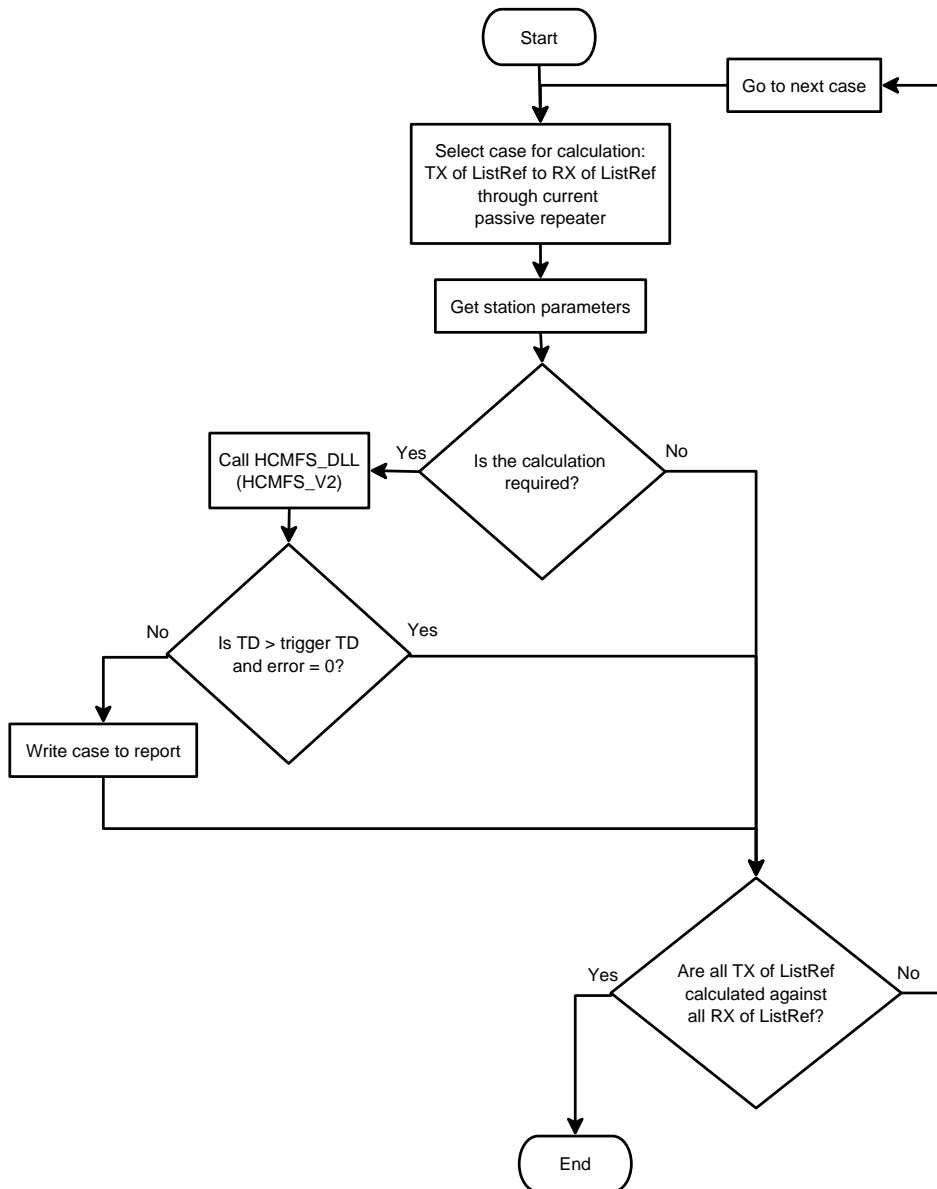 Start
Go to next case
Select case for calculation:
TX of ListRef to RX of ListRef
through current
passive repeater
Get station parameters
Is the calculation
required?
Yes
No
Call HCMFS_DLL
(HCMFS_V2)
Is TD > trigger TD
and error = 0?
No
Yes
Write case to report
Are all TX of ListRef
calculated against
all RX of ListRef?
Yes
No
End